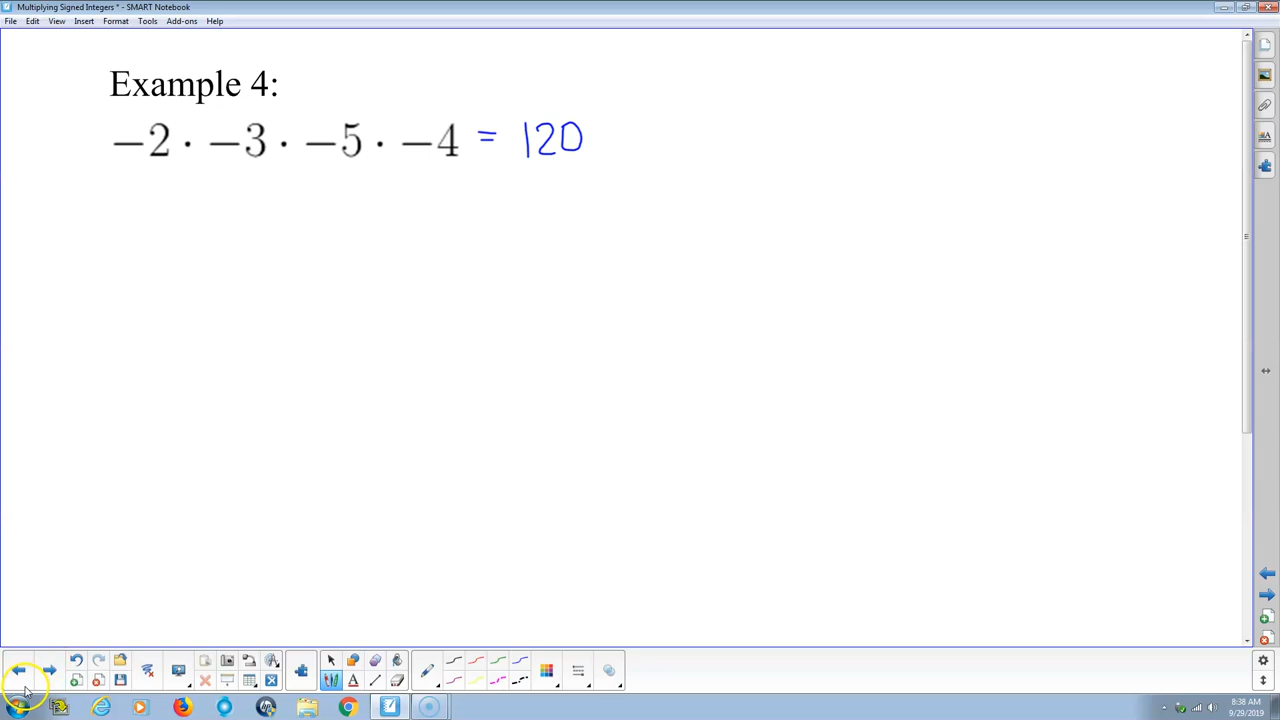 Multiplying Signed Integers * - SMART Notebook
File Edit View Insert Format Tools Add-ons Help
Example 4:
−2 · −3 · −5 · −4 = 120
8:38 AM
9/29/2019